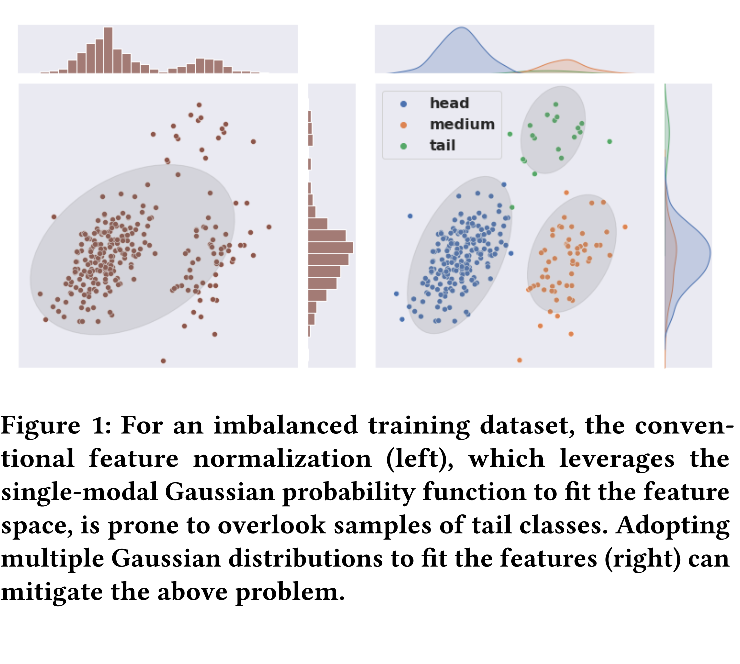 head
medium
tail
Figure 1: For an imbalanced training dataset, the conven-
tional feature normalization (left), which leverages the
single-modal Gaussian probability function to fit the feature
space, is prone to overlook samples of tail classes. Adopting
multiple Gaussian distributions to fit the features (right) can
mitigate the above problem.